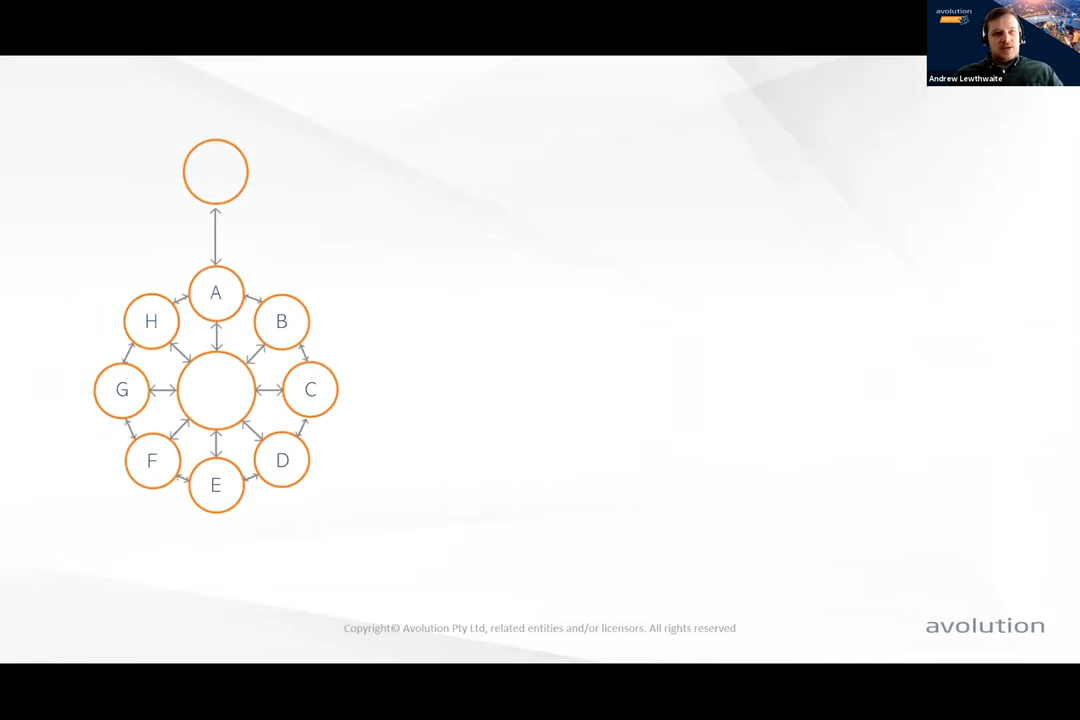 avolution
Andrew Lewthwaite
A
H
B
G
C
F
D
E
Copyright© Avolution Pty Ltd, related entities and/or licensors. All rights reserved
avolution